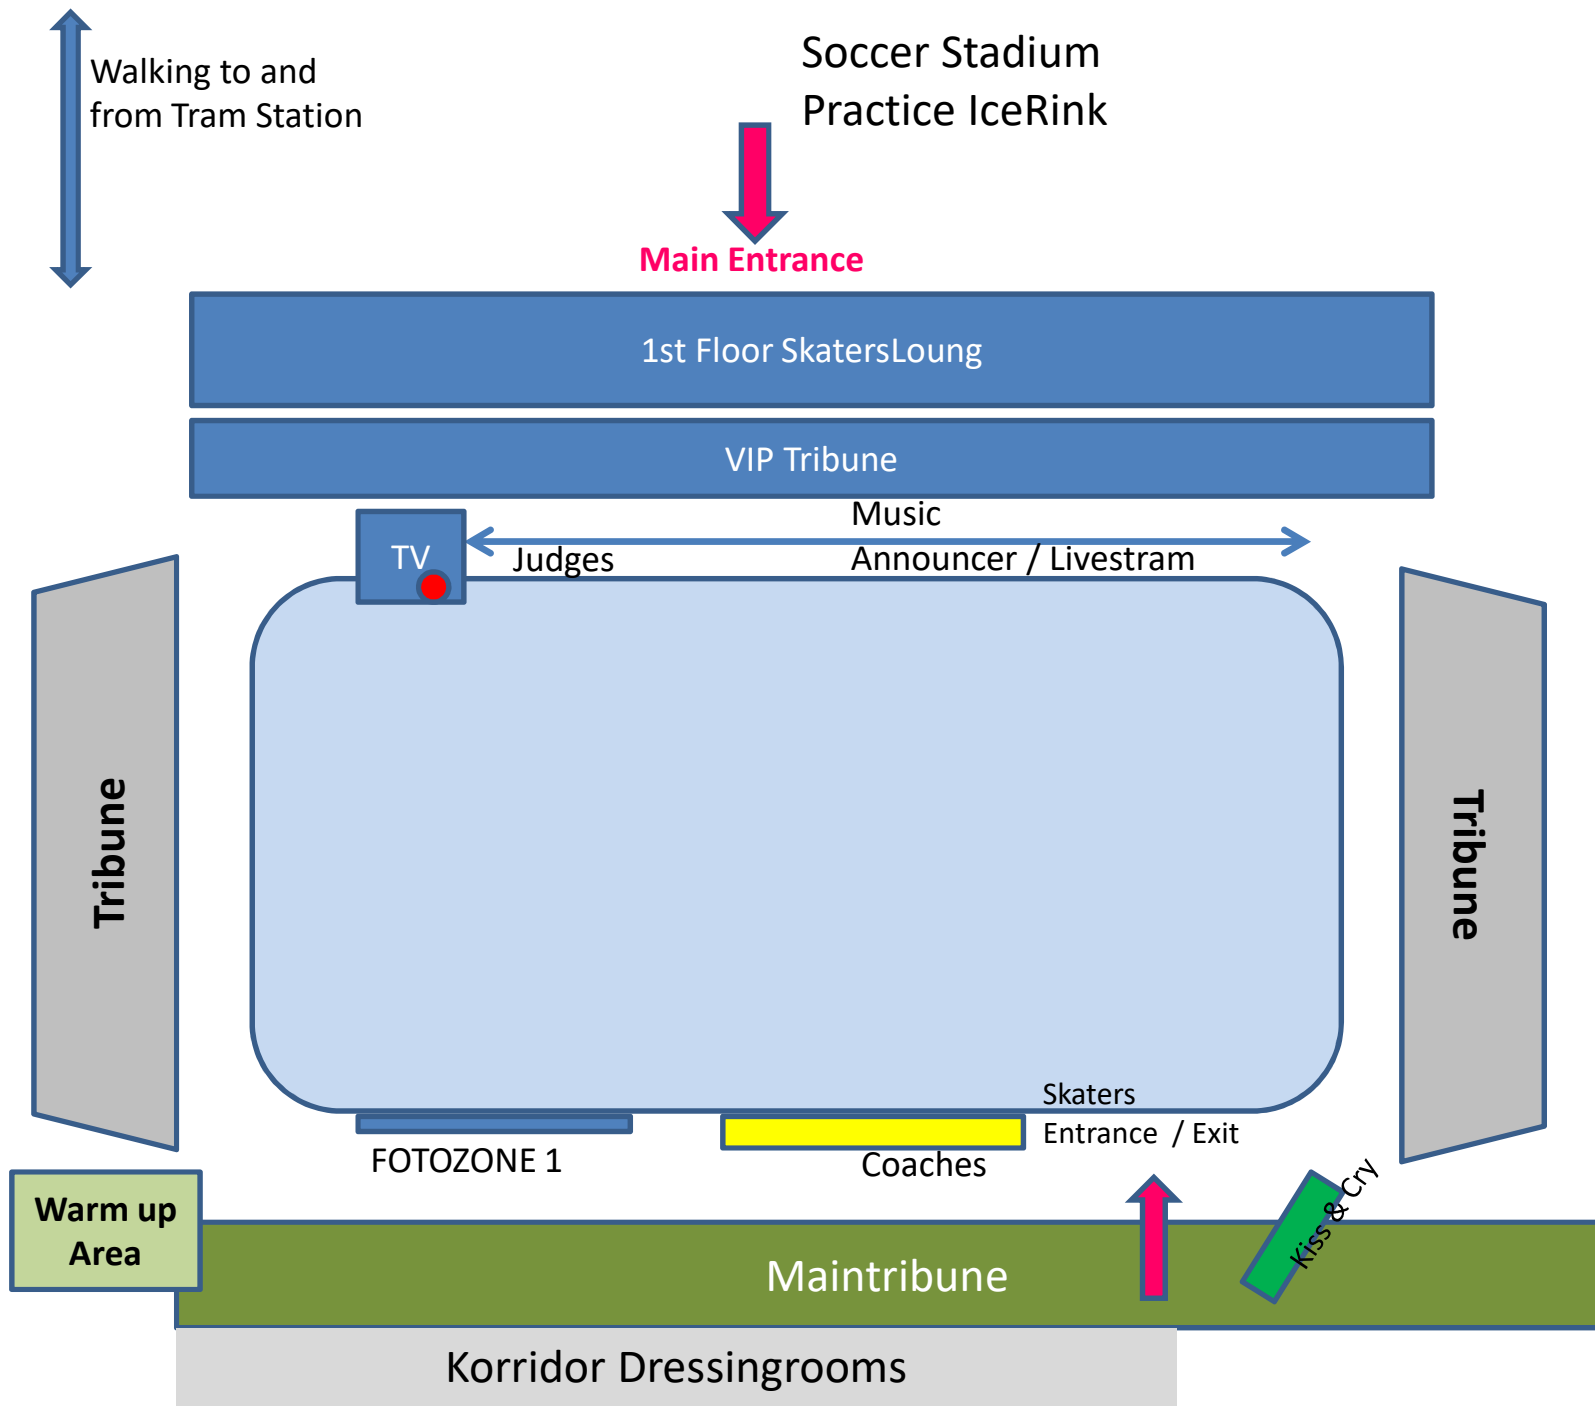 Walking to and
from Tram Station
Soccer Stadium
Practice IceRink
Main Entrance
1st Floor SkatersLoung
VIP Tribune
Music
TV
Judges
Announcer / Livestram
Tribune
Tribune
Skaters
Entrance / Exit
FOTOZONE 1
Coaches
Kiss & Cry
Warm up
Area
Maintribune
Korridor Dressingrooms